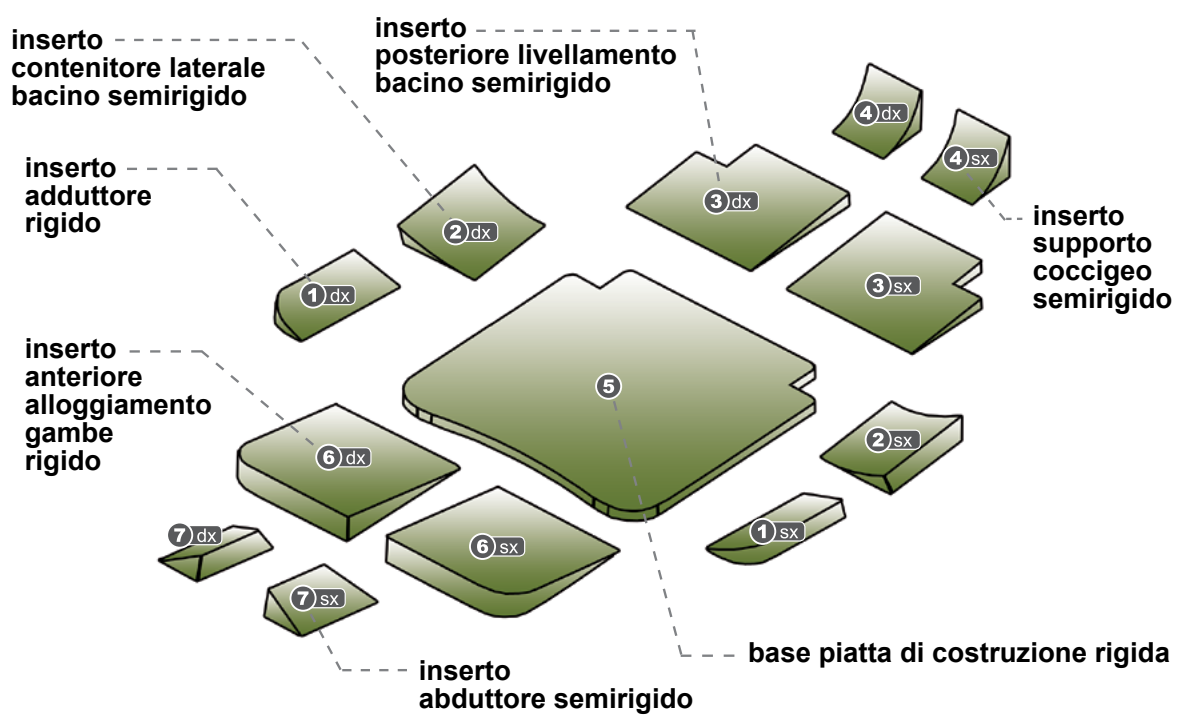 inserto
contenitore laterale
bacino semirigido
inserto
posteriore livellamento
bacino semirigido
4 dx
4 sx
inserto
adduttore
rigido
3 dx
2 dx
inserto
supporto
coccigeo
semirigido
3 sx
1 dx
inserto
anteriore
alloggiamento
gambe
rigido
5
2 sx
6 dx
1 sx
7 dx
6 sx
7 sx
base piatta di costruzione rigida
inserto
abduttore semirigido